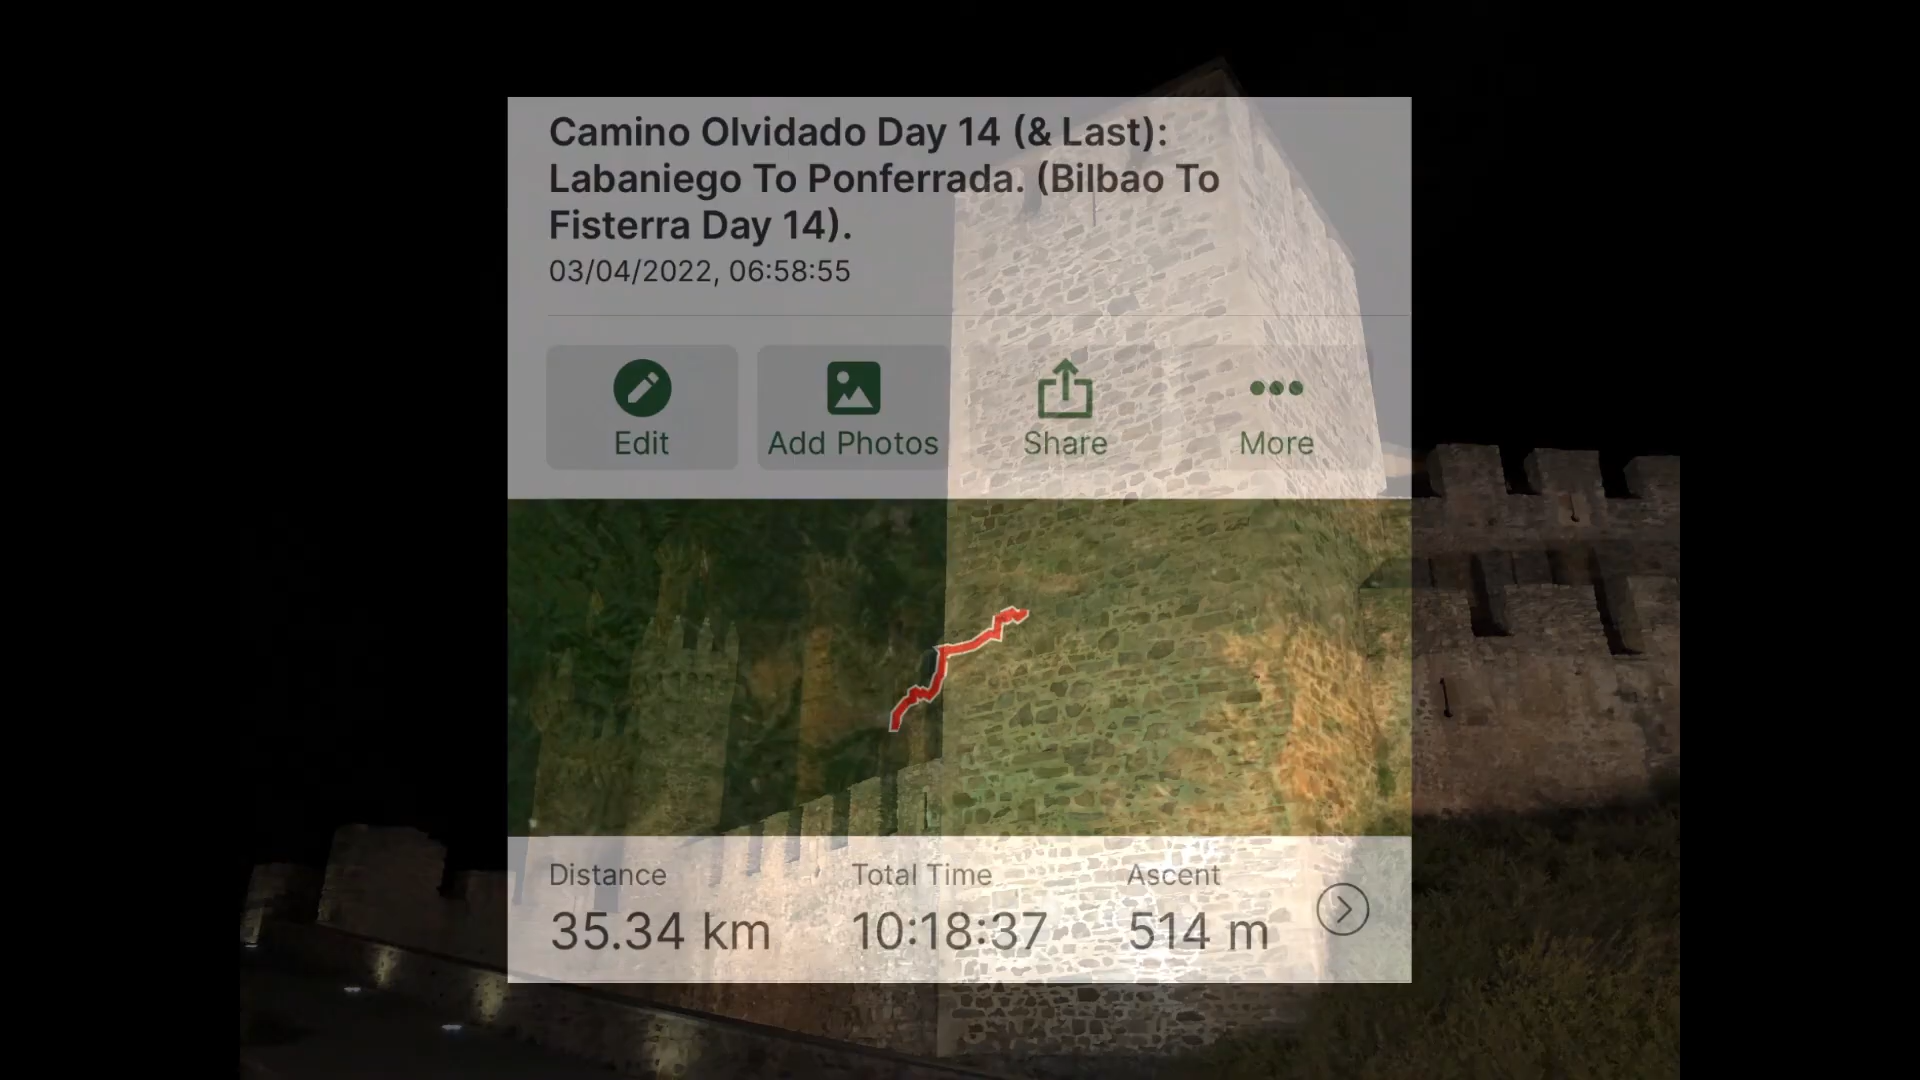 Camino Olvidado Day 14 (& Last):
Labaniego To Ponferrada. (Bilbao To
Fisterra Day 14).
03/04/2022, 06:58:55
Edit
Add Photos
Share
More
Distance
Total Time
Ascent
35.34 km
10:18:37
514 m